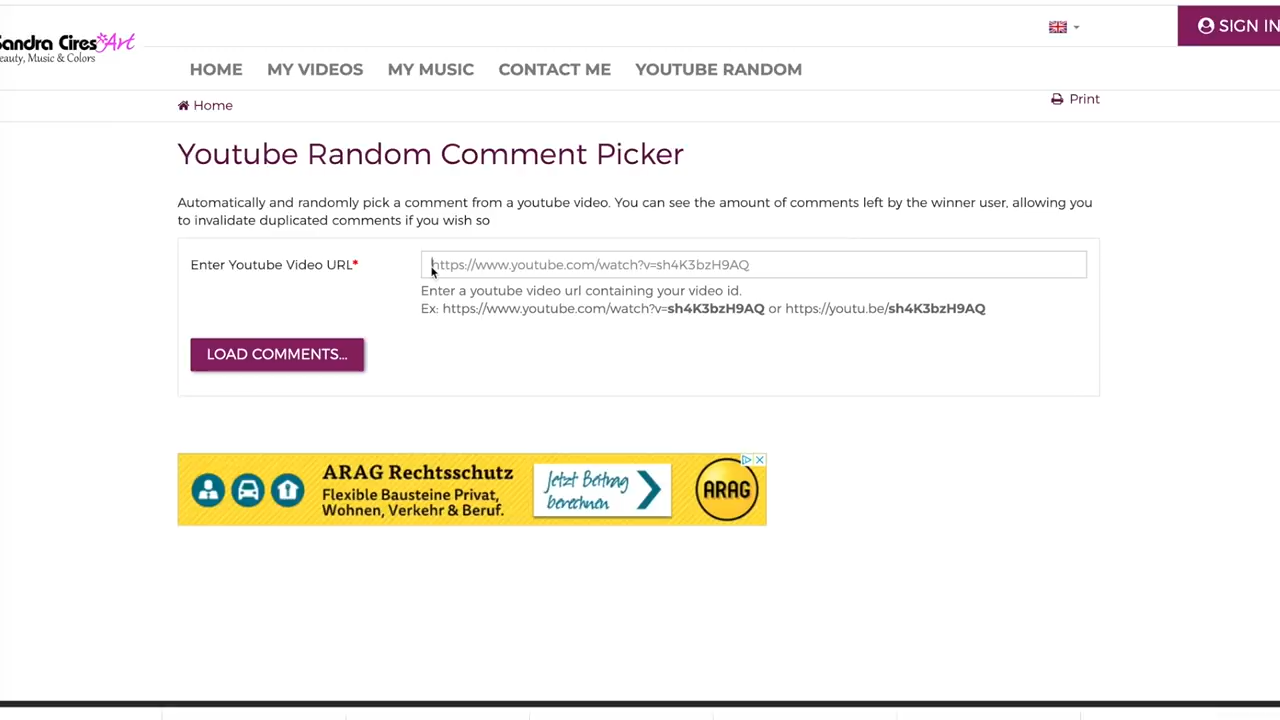 Sandra Cires Art
eauty, Music & Colors
SIGN IN
HOME MY VIDEOS MY MUSIC CONTACT ME YOUTUBE RANDOM
Home
Print
Youtube Random Comment Picker
Automatically and randomly pick a comment from a youtube video. You can see the amount of comments left by the winner user, allowing you
to invalidate duplicated comments if you wish so
Enter Youtube Video URL*
https://www.youtube.com/watch?v=sh4K3bzH9AQ
Enter a youtube video url containing your video id.
Ex: https://www.youtube.com/watch?v=sh4K3bzH9AQ or https://youtu.be/sh4K3bzH9AQ
LOAD COMMENTS...
ARAG Rechtsschutz
Flexible Bausteine Privat,
Wohnen, Verkehr & Beruf.
Jetzt Beitrag
berechnen
ARAG